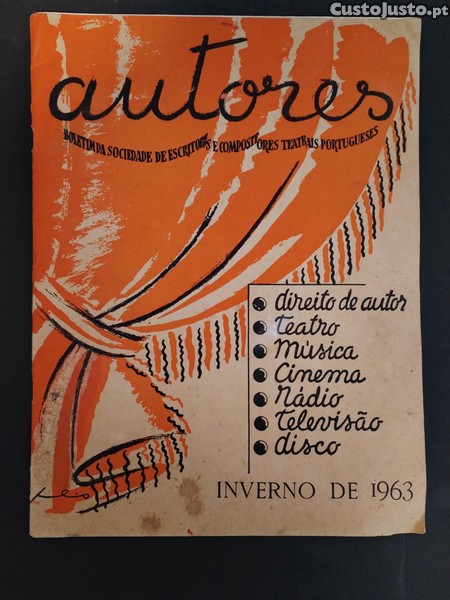 CustoJusto.pt
autores
BOLETIM DA SOCIEDADE DE ESCRITORES E COMPOSITORES TEATRAIS PORTUGUESES
direito de autor
teatro
Música
Cinema
Rádio
Televisão
disco
INVERNO DE 1963